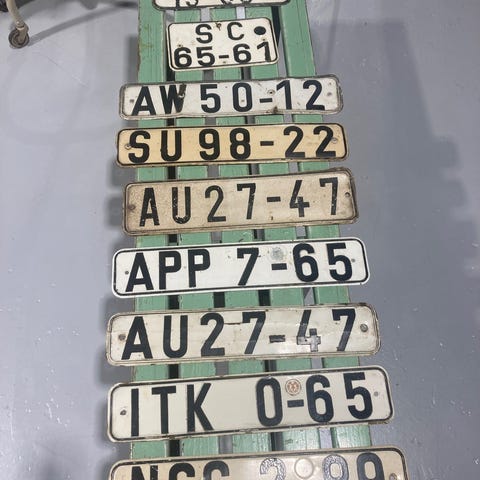 SC
65-61
AW 50-12
SU 98-22
AU 27-47
APP 7-65
AU 27-47
ITK 0-65